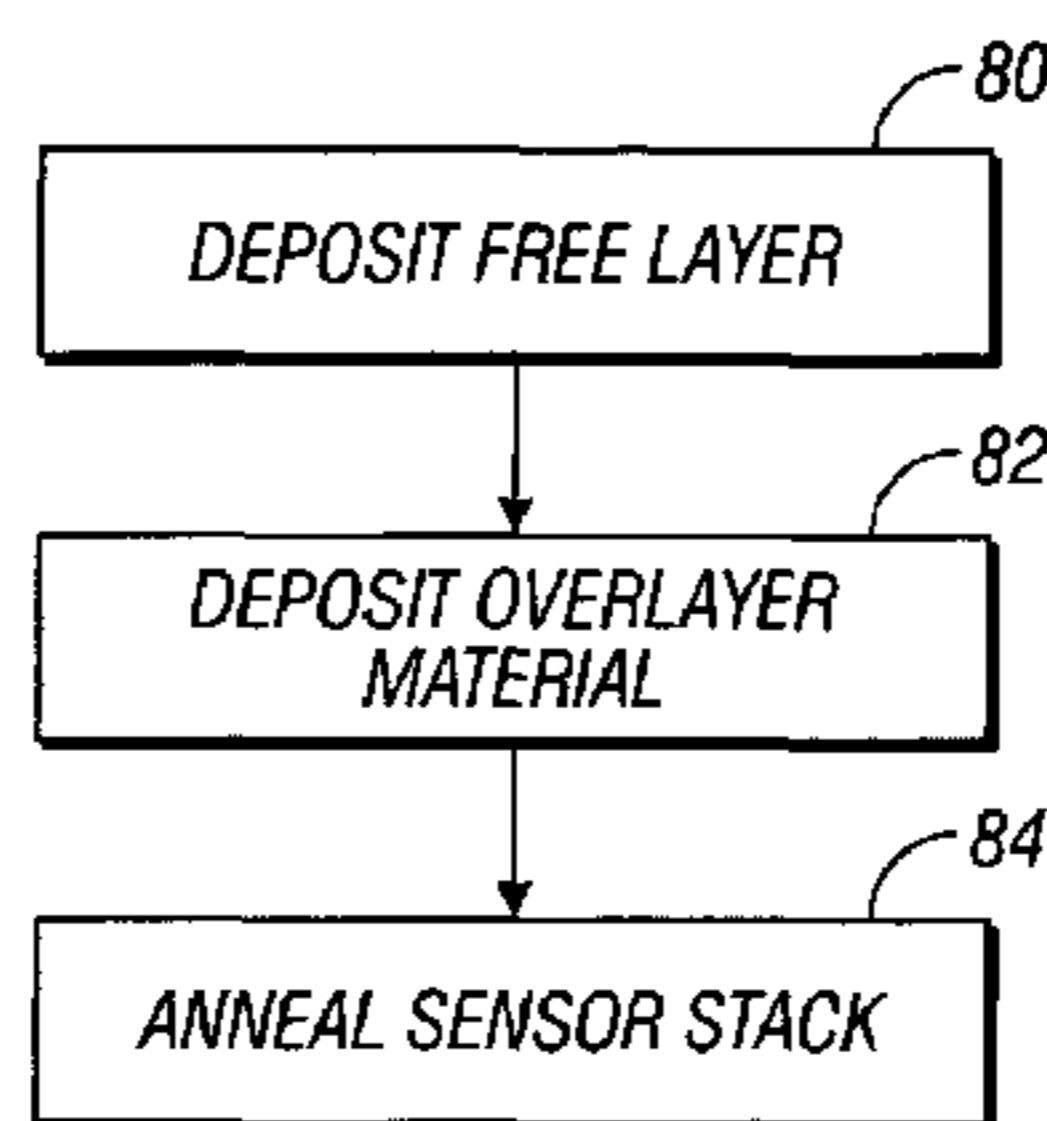 80
DEPOSIT FREE LAYER
82
DEPOSIT OVERLAYER
MATERIAL
84
ANNEAL SENSOR STACK